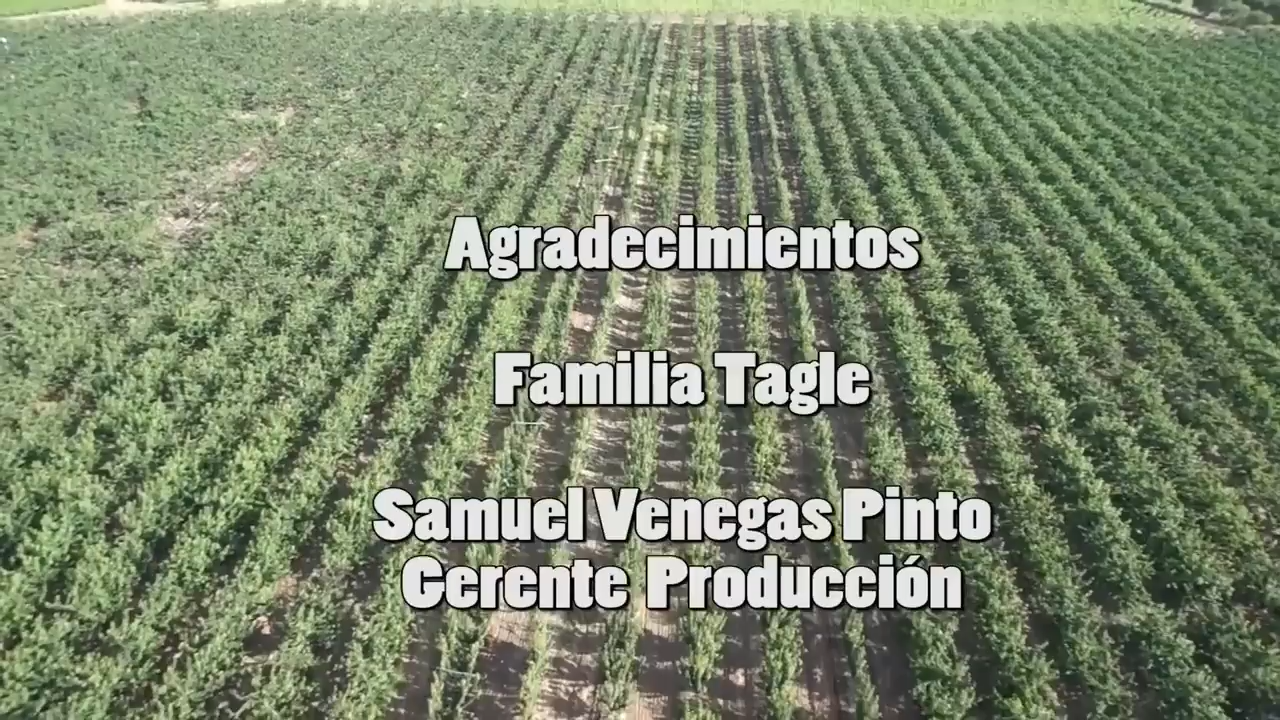 Agradecimientos
Familia Tagle
Samuel Venegas Pinto
Gerente Producción